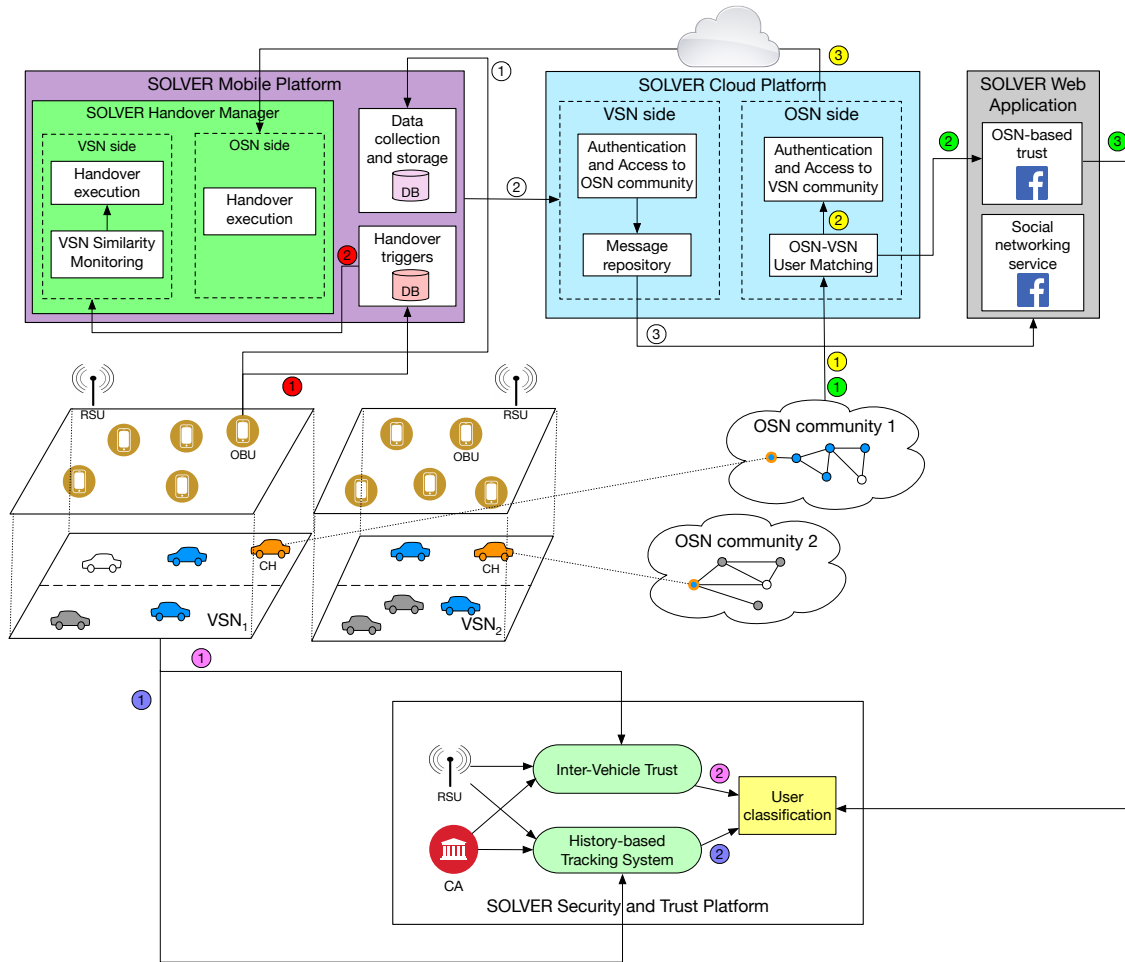 1
3
SOLVER Mobile Platform
SOLVER Cloud Platform
SOLVER Web
Application
SOLVER Handover Manager
VSN side
Handover
execution
VSN Similarity
Monitoring
OSN side
Handover
execution
Data
collection
and storage
DB
Handover
triggers
DB
2
2
VSN side
Authentication
and Access to
OSN community
Message
repository
OSN side
Authentication
and Access to
VSN community
2
OSN-VSN
User Matching
2
OSN-based
trust
3
Social
networking
service
3
1
1
1
RSU
OBU
RSU
OBU
OSN community 1
CH
VSN1
CH
VSN2
OSN community 2
1
1
RSU
CA
Inter-Vehicle Trust
History-based
Tracking System
2
2
User
classification
SOLVER Security and Trust Platform